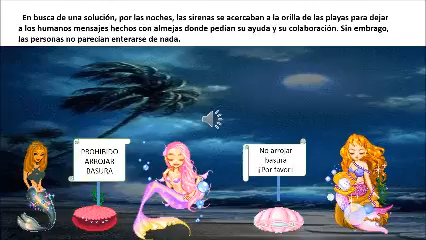 En busca de una solución, por las noches, las sirenas se acercaban a la orilla de las playas para dejar
a los humanos mensajes hechos con almejas donde pedían su ayuda y su colaboración. Sin embrago,
las personas no parecían enterarse de nada.
PROHIBIDO
ARROJAR
BASURA
No arrojar
basura
¡Por favor!